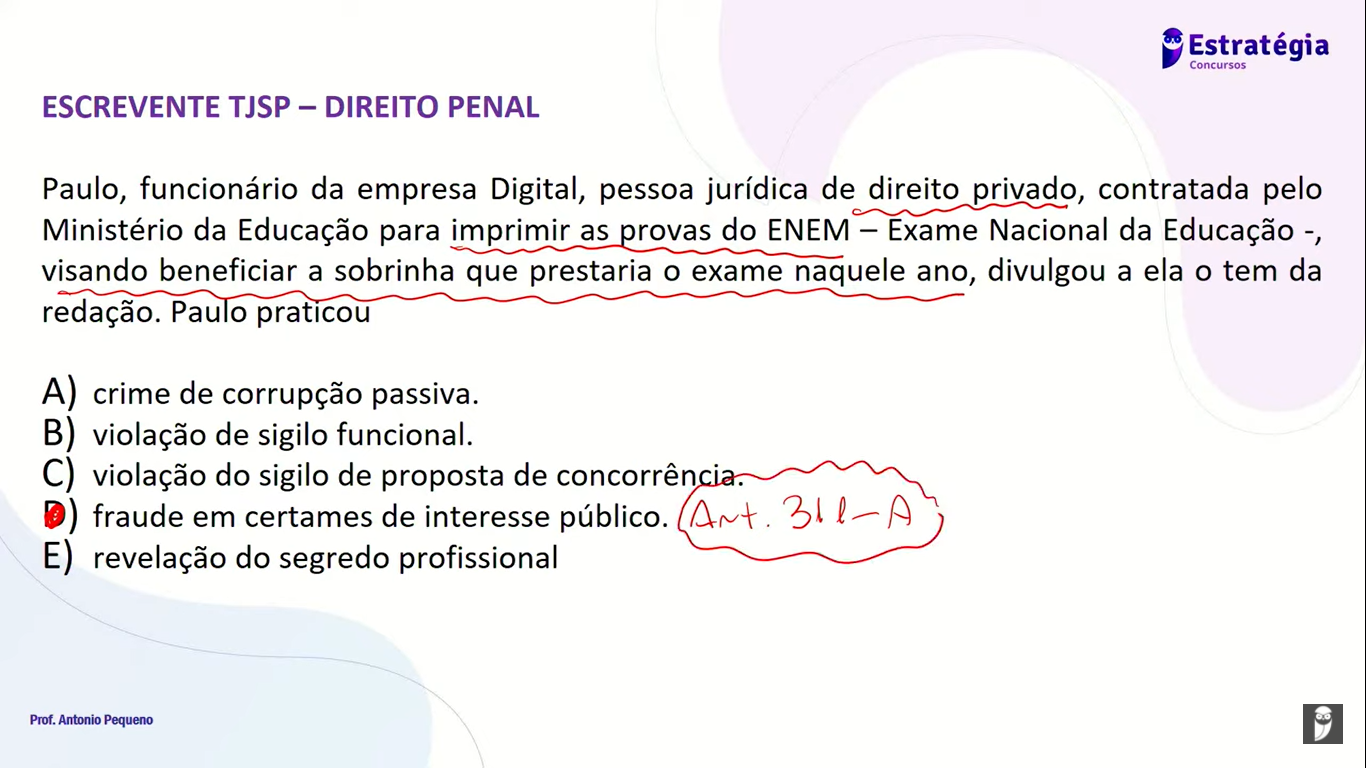 Estratégia
Concursos
ESCREVENTE TJSP – DIREITO PENAL
Paulo, funcionário da empresa Digital, pessoa jurídica de direito privado, contratada pelo
Ministério da Educação para imprimir as provas do ENEM – Exame Nacional da Educação -,
visando beneficiar a sobrinha que prestaria o exame naquele ano, divulgou a ela o tem da
redação. Paulo praticou
A) crime de corrupção passiva.
B) violação de sigilo funcional.
C) violação do sigilo de proposta de concorrência.
D) fraude em certames de interesse público. Art. 311-A
E) revelação do segredo profissional
Prof. Antonio Pequeno